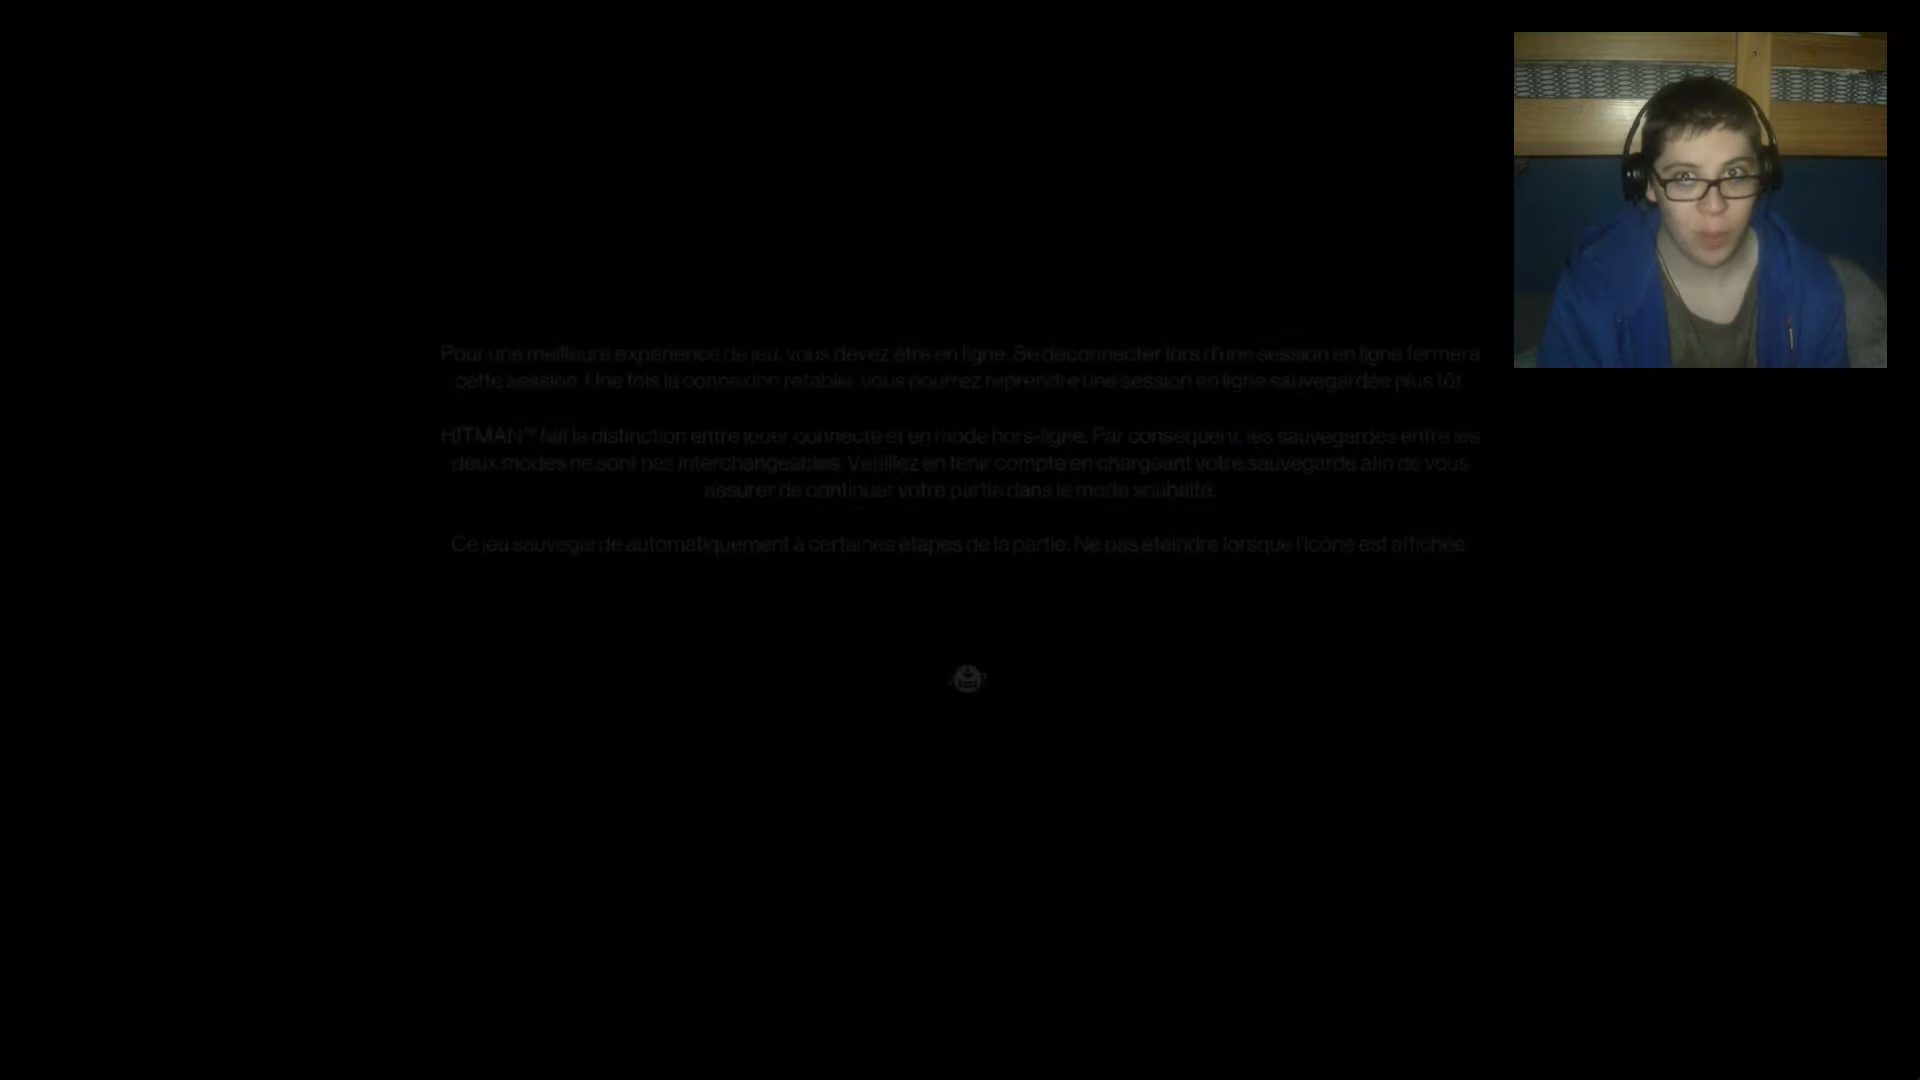 Pour une meilleure expérience de jeu, vous devez être en ligne. Se déconnecter lors d'une session en ligne fermera
cette session. Une fois la connexion rétablie, vous pourrez reprendre une session en ligne sauvegardée plus tôt.
HITMAN™ fait la distinction entre jouer connecté et en mode hors-ligne. Par conséquent, les sauvegardes entre les
deux modes ne sont pas interchangeables. Veuillez en tenir compte en chargeant votre sauvegarde afin de vous
assurer de continuer votre partie dans le mode souhaité.
Ce jeu sauvegarde automatiquement à certaines étapes de la partie. Ne pas éteindre lorsque l'icône est affichée.